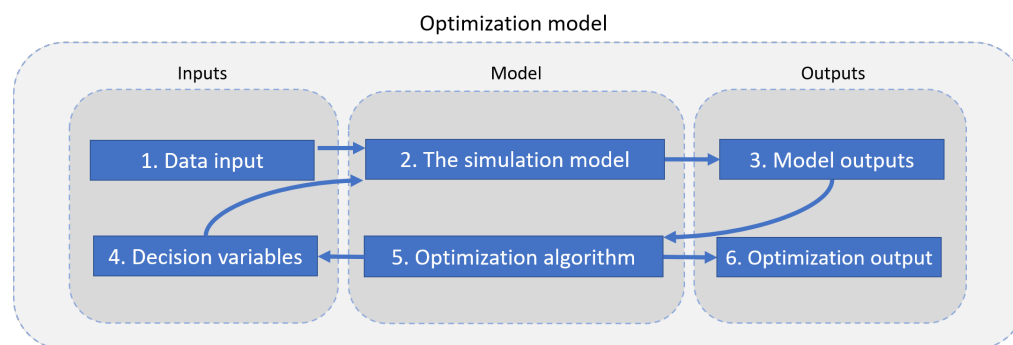 Optimization model
Inputs
Model
Outputs
1. Data input
2. The simulation model
3. Model outputs
4. Decision variables
5. Optimization algorithm
6. Optimization output